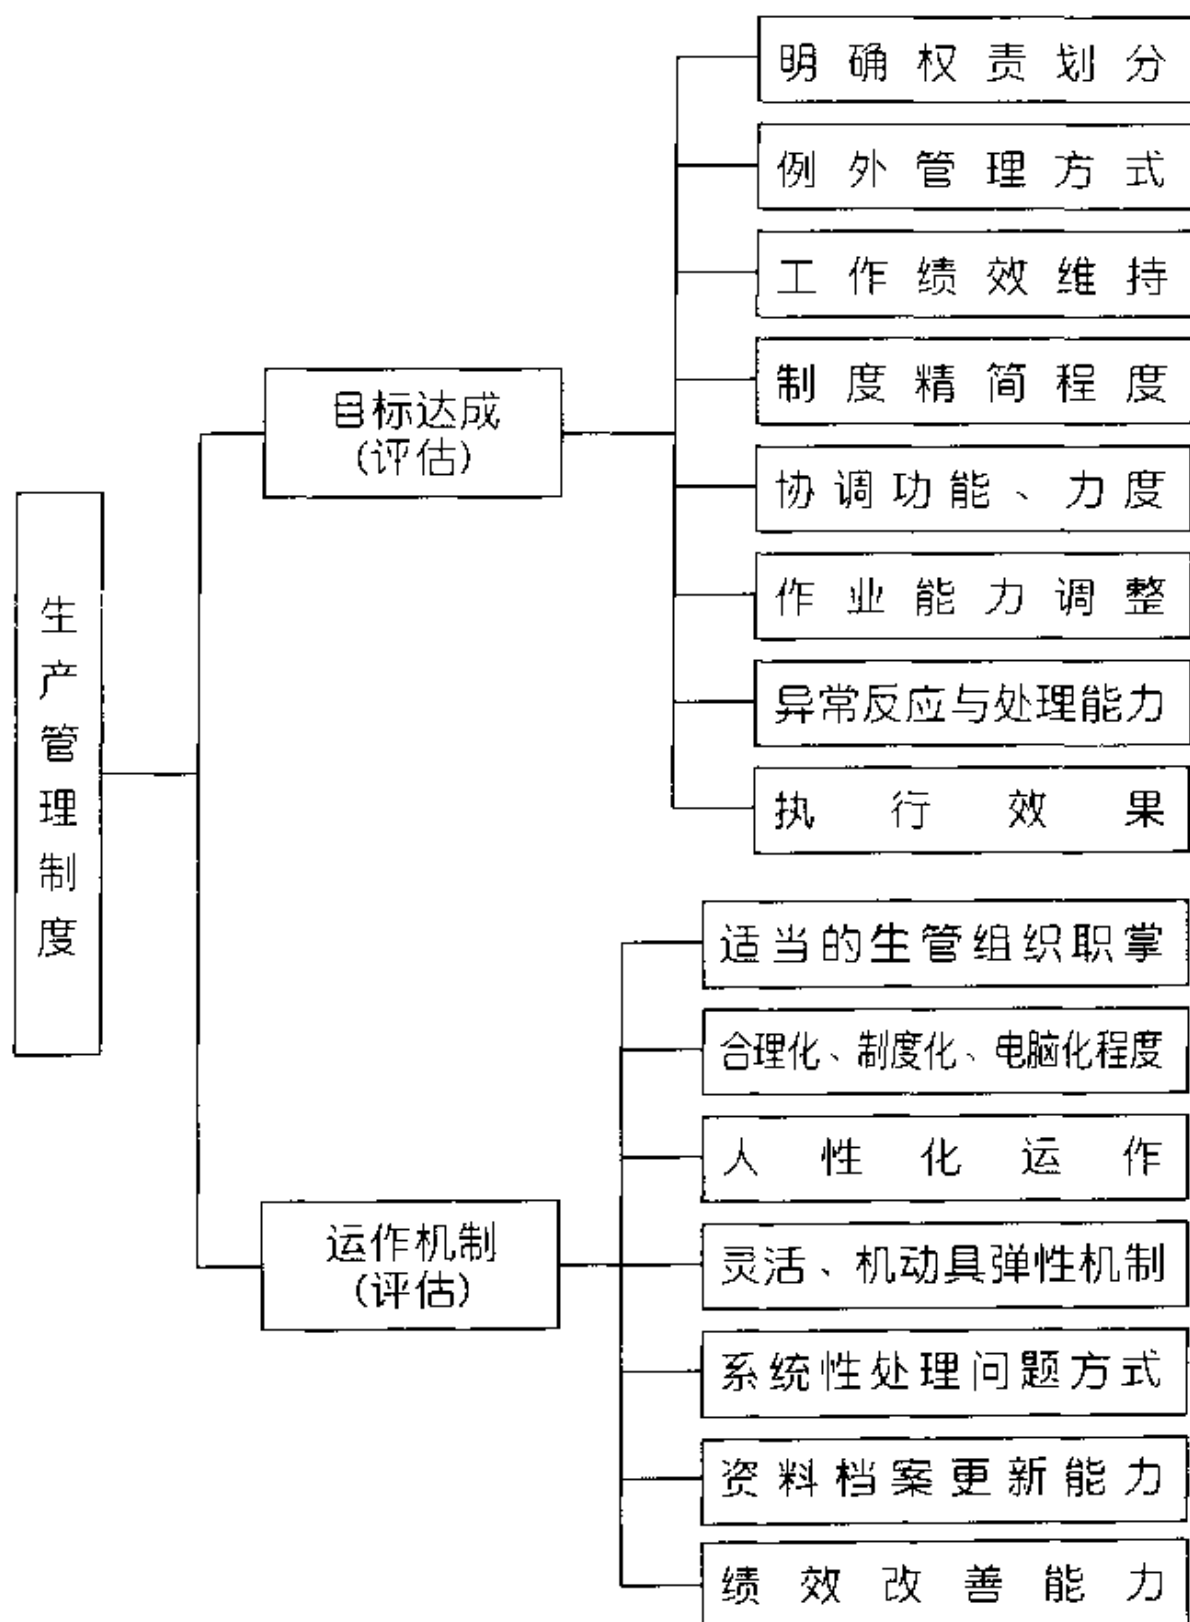 生产管理制度
目标达成
(评估)
明确权责划分
例外管理方式
工作绩效维持
制度精简程度
协调功能、力度
作业能力调整
异常反应与处理能力
执行效果
运作机制
(评估)
适当的生管组织职掌
合理化、制度化、电脑化程度
人性化运作
灵活、机动具弹性机制
系统性处理问题方式
资料档案更新能力
绩效改善能力